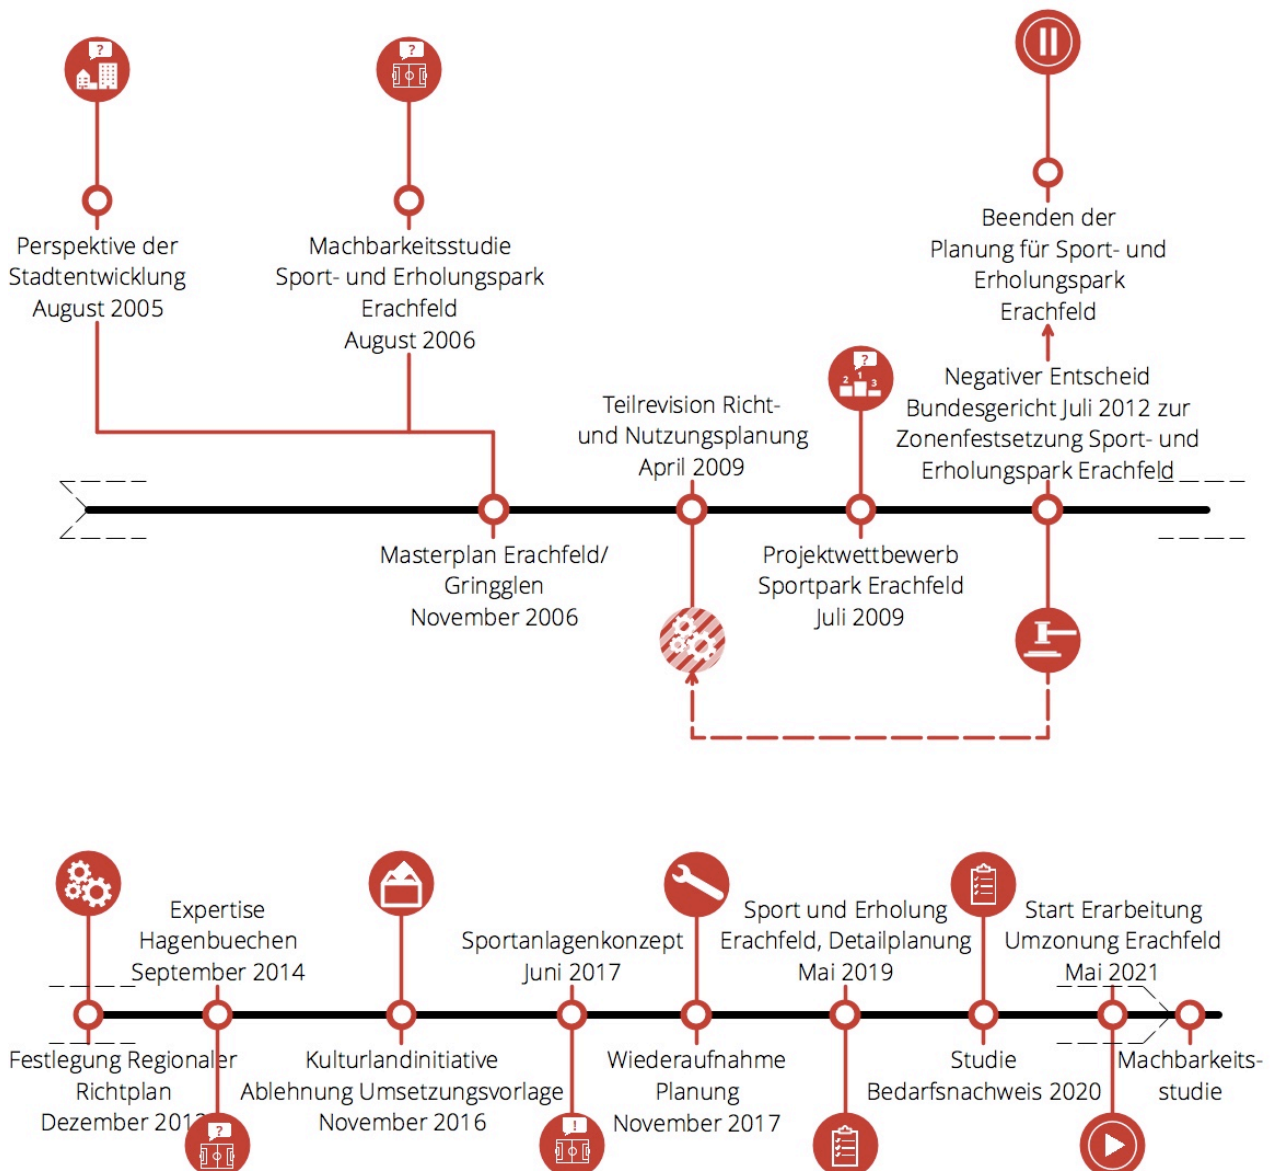 ?
Perspektive der
Stadtentwicklung
August 2005
?
Machbarkeitsstudie
Sport- und Erholungspark
Erachfeld
August 2006
Masterplan Erachfeld/
Gringglen
November 2006
Teilrevision Richt-
und Nutzungsplanung
April 2009
?
2 1 3
Projektwettbewerb
Sportpark Erachfeld
Juli 2009
Beenden der
Planung für Sport- und
Erholungspark
Erachfeld
Negativer Entscheid
Bundesgericht Juli 2012 zur
Zonenfestsetzung Sport- und
Erholungspark Erachfeld
Festlegung Regionaler
Richtplan
Dezember
Expertise
Hagenbuechen
September 2014
?
Kulturlandinitiative
Ablehnung Umsetzungsvorlage
November 2016
Sportanlagenkonzept
Juni 2017
!
Wiederaufnahme
Planung
November 2017
Sport und Erholung
Erachfeld, Detailplanung
Mai 2019
Studie
Bedarfsnachweis 2020
Start Erarbeitung
Umzonung Erachfeld
Mai 2021
Machbarkeits-
studie